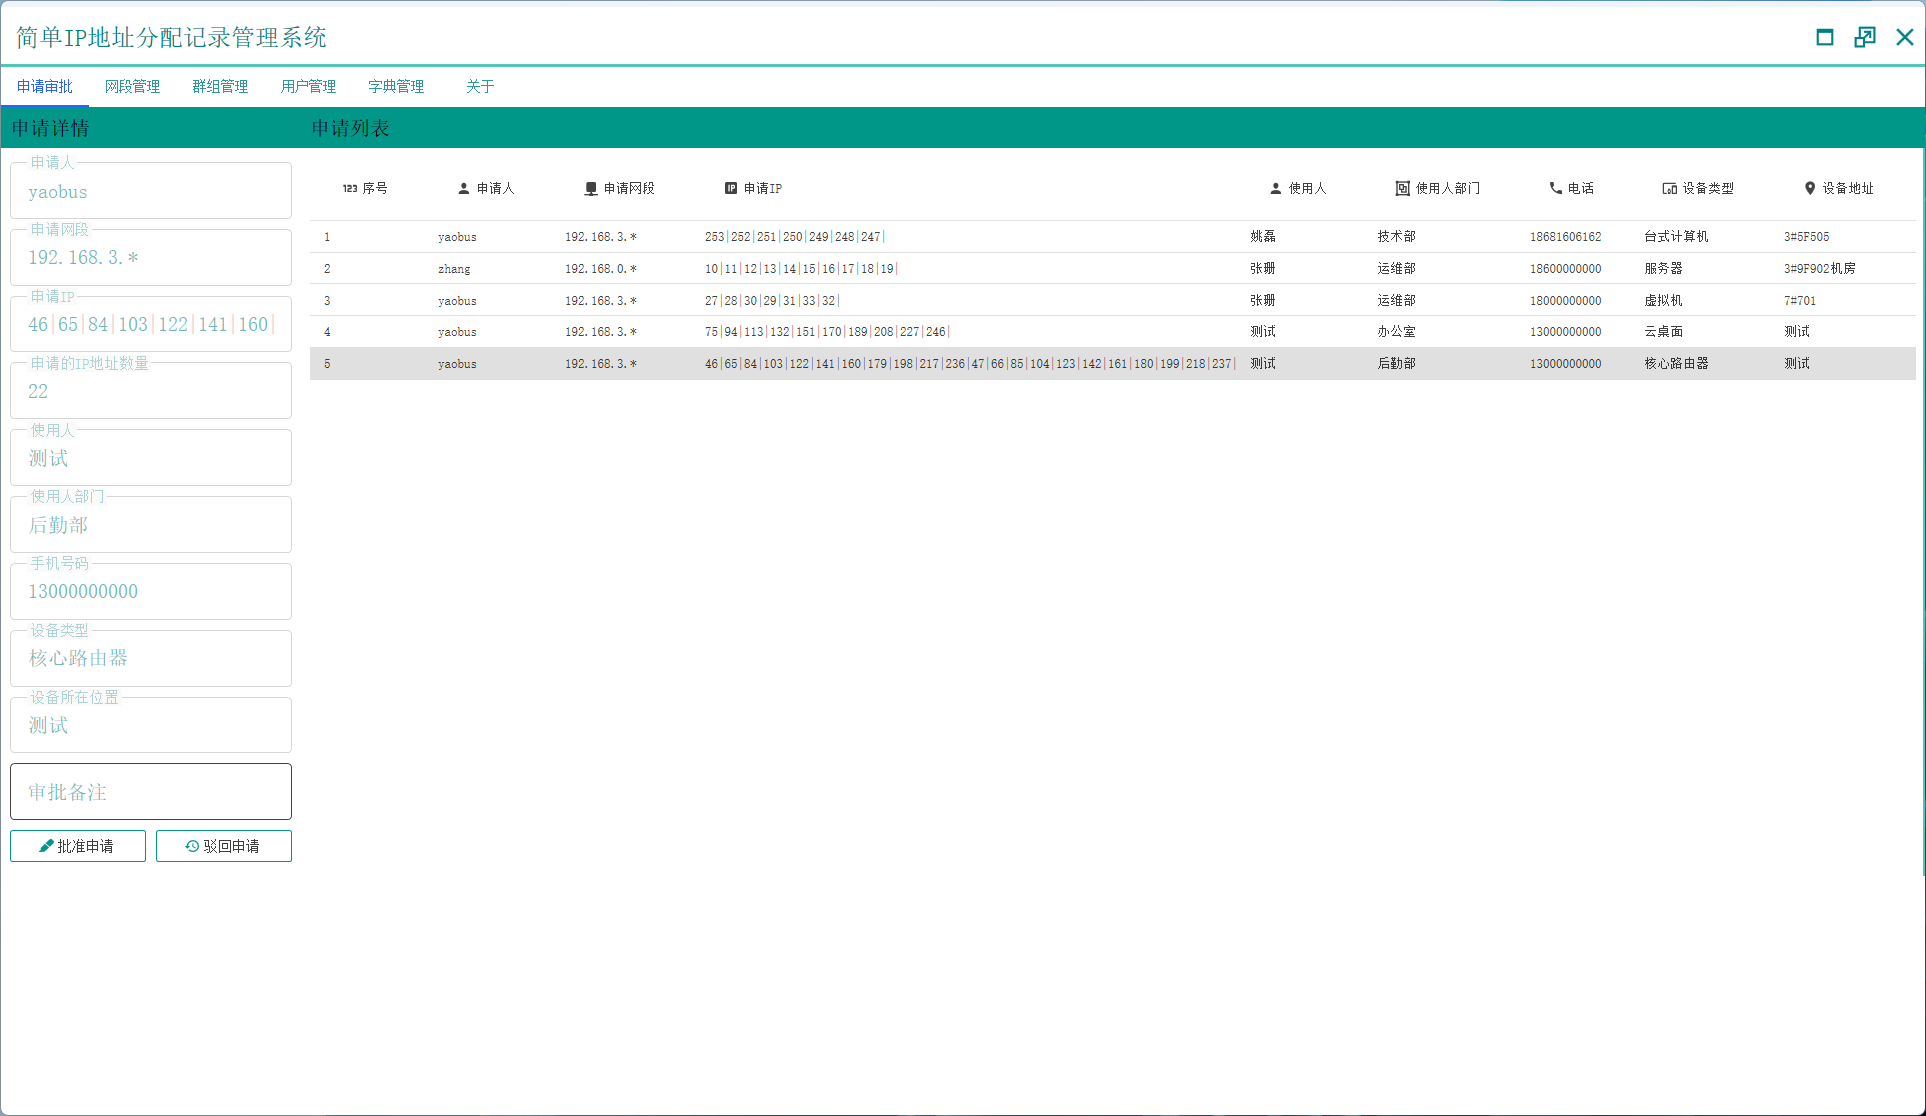 简单IP地址分配记录管理系统
申请审批 网段管理 群组管理 用户管理 字典管理 关于
申请详情
申请人
yaobus
申请网段
192.168.3.*
申请IP
46|65|84|103|122|141|160|
申请的IP地址数量
22
使用人
测试
使用人部门
后勤部
手机号码
13000000000
设备类型
核心路由器
设备所在位置
测试
审批备注
批准申请 驳回申请
申请列表
123 序号 申请人 申请网段 IP 申请IP 使用人 使用人部门 电话 设备类型 设备地址
1 yaobus 192.168.3.* 253|252|251|250|249|248|247| 姚磊 技术部 18681606162 台式计算机 3#5F505
2 zhang 192.168.0.* 10|11|12|13|14|15|16|17|18|19| 张珊 运维部 18600000000 服务器 3#9F902机房
3 yaobus 192.168.3.* 27|28|30|29|31|33|32| 张珊 运维部 18000000000 虚拟机 7#701
4 yaobus 192.168.3.* 75|94|113|132|151|170|189|208|227|246| 测试 办公室 13000000000 云桌面 测试
5 yaobus 192.168.3.* 46|65|84|103|122|141|160|179|198|217|236|47|66|85|104|123|142|161|180|199|218|237| 测试 后勤部 13000000000 核心路由器 测试